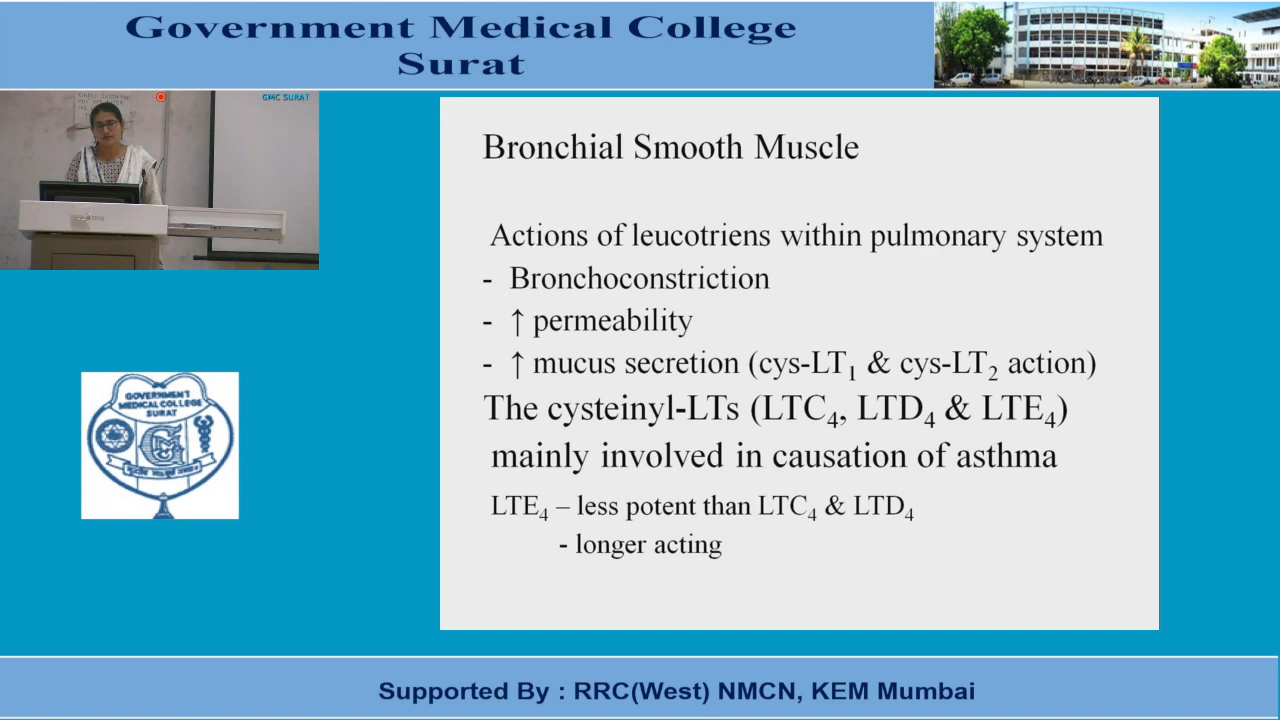 Government Medical College
Surat
GMC SURAT
Bronchial Smooth Muscle
Actions of leucotriens within pulmonary system
- Bronchoconstriction
- ↑ permeability
- ↑ mucus secretion (cys-LT₁ & cys-LT₂ action)
The cysteinyl-LTs (LTC₄, LTD₄ & LTE₄)
mainly involved in causation of asthma
LTE₄ – less potent than LTC₄ & LTD₄
- longer acting
GOVERNMENT
MEDICAL COLLEGE
SURAT
Supported By : RRC(West) NMCN, KEM Mumbai